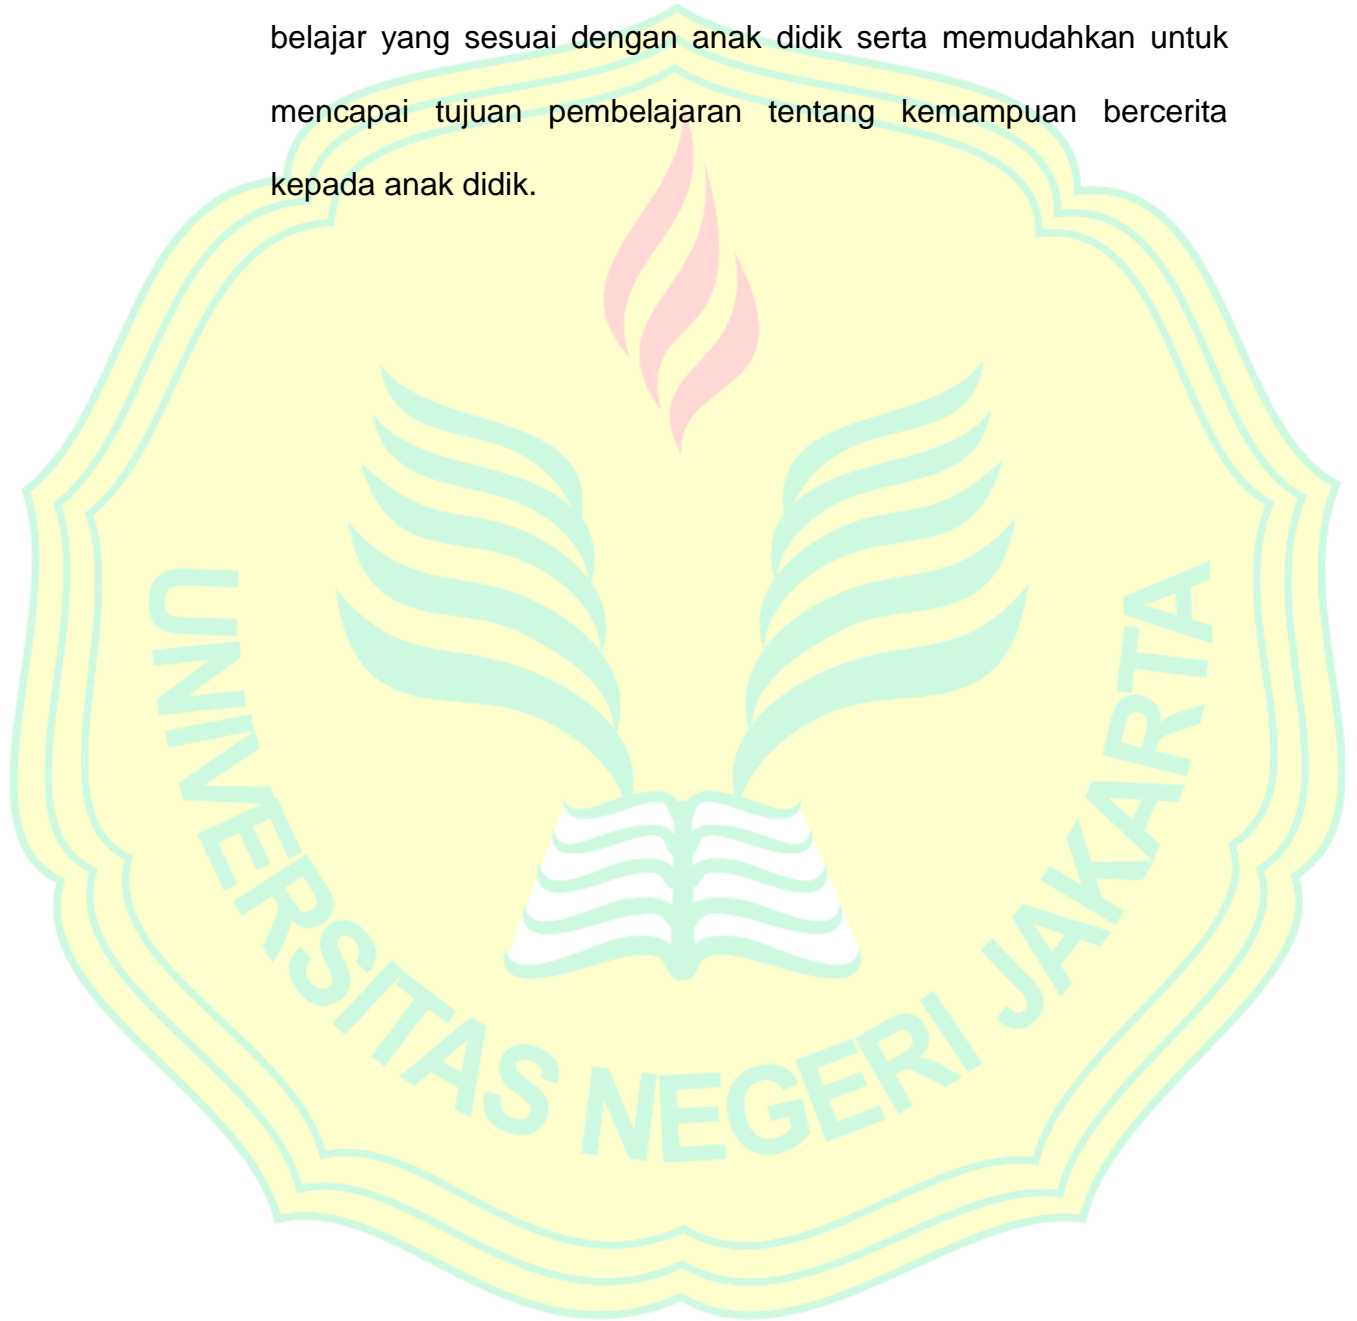 belajar yang sesuai dengan anak didik serta memudahkan untuk
mencapai tujuan pembelajaran tentang kemampuan bercerita
kepada anak didik.
UNIVERSITAS NEGERI JAKARTA